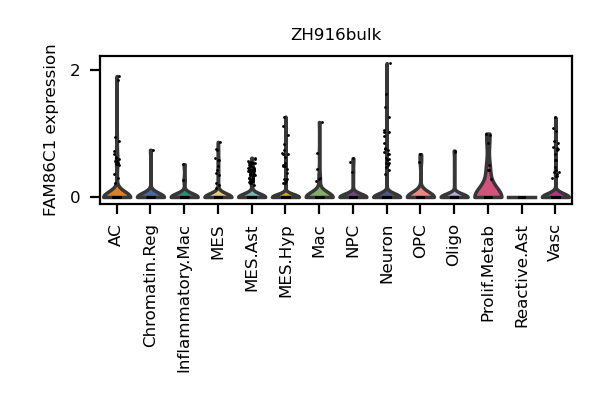 ZH916bulk
FAM86C1 expression
2
0
AC
Chromatin.Reg
Inflammatory.Mac
MES
MES.Ast
MES.Hyp
Mac
NPC
Neuron
OPC
Oligo
Prolif.Metab
Reactive.Ast
Vasc